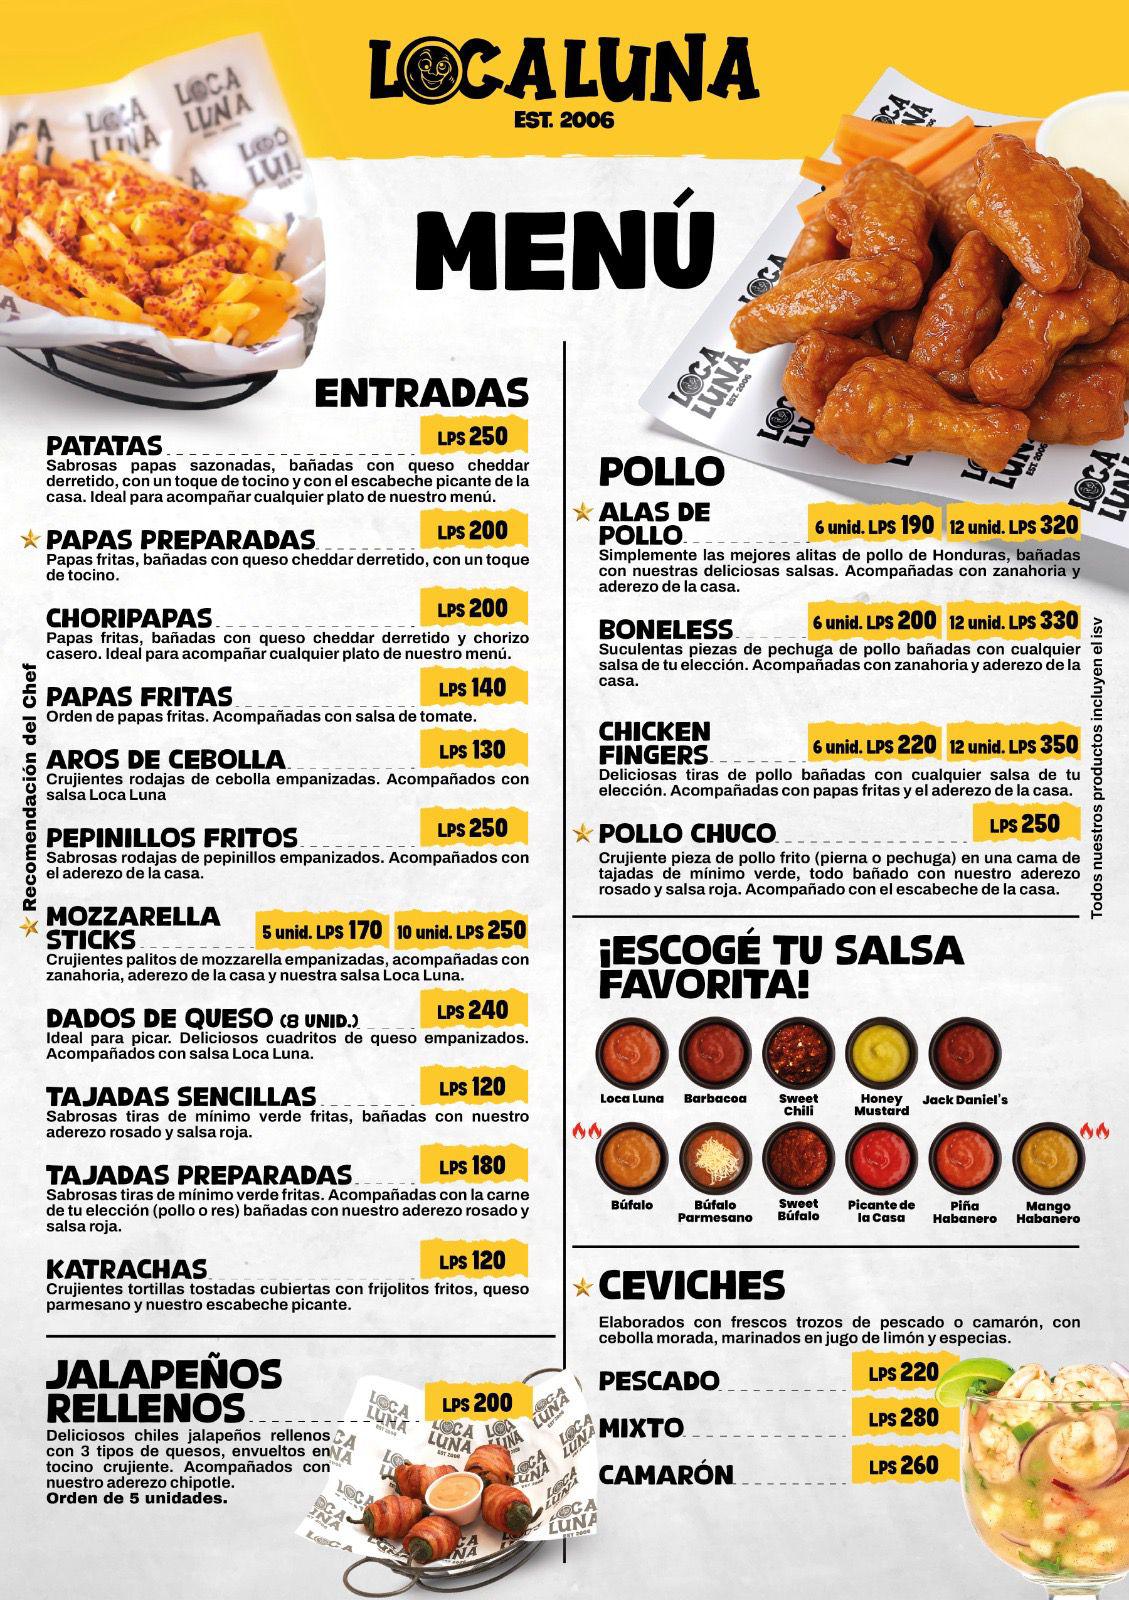 LOCA LUNA
EST. 2006
MENÚ
ENTRADAS
PATATAS LPS 250
Sabrosas papas sazonadas, bañadas con queso cheddar
derretido, con un toque de tocino y con el escabeche picante de la
casa. Ideal para acompañar cualquier plato de nuestro menú.
PAPAS PREPARADAS LPS 200
Papas fritas, bañadas con queso cheddar derretido, con un toque
de tocino.
CHORIPAPAS LPS 200
Papas fritas, bañadas con queso cheddar derretido y chorizo
casero. Ideal para acompañar cualquier plato de nuestro menú.
PAPAS FRITAS LPS 140
Orden de papas fritas. Acompañadas con salsa de tomate.
AROS DE CEBOLLA LPS 130
Crujientes rodajas de cebolla empanizadas. Acompañados con
salsa Loca Luna
PEPINILLOS FRITOS LPS 250
Sabrosas rodajas de pepinillos empanizados. Acompañados con
el aderezo de la casa.
MOZZARELLA
STICKS 5 unid. LPS 170 10 unid. LPS 250
Crujientes palitos de mozzarella empanizadas, acompañadas con
zanahoria, aderezo de la casa y nuestra salsa Loca Luna.
DADOS DE QUESO (8 UNID.) LPS 240
Ideal para picar. Deliciosos cuadritos de queso empanizados.
Acompañados con salsa Loca Luna.
TAJADAS SENCILLAS LPS 120
Sabrosas tiras de mínimo verde fritas, bañadas con nuestro
aderezo rosado y salsa roja.
TAJADAS PREPARADAS LPS 180
Sabrosas tiras de mínimo verde fritas. Acompañadas con la carne
de tu elección (pollo o res) bañadas con nuestro aderezo rosado y
salsa roja.
KATRACHAS LPS 120
Crujientes tortillas tostadas cubiertas con frijolitos fritos, queso
parmesano y nuestro escabeche picante.
Recomendación del Chef
JALAPEÑOS
RELLENOS LPS 200
Deliciosos chiles jalapeños rellenos
con 3 tipos de quesos, envueltos en
tocino crujiente. Acompañados con
nuestro aderezo chipotle.
Orden de 5 unidades.
POLLO
ALAS DE
POLLO 6 unid. LPS 190 12 unid. LPS 320
Simplemente las mejores alitas de pollo de Honduras, bañadas
con nuestras deliciosas salsas. Acompañadas con zanahoria y
aderezo de la casa.
BONELESS 6 unid. LPS 200 12 unid. LPS 330
Suculentas piezas de pechuga de pollo bañadas con cualquier
salsa de tu elección. Acompañadas con zanahoria y aderezo de la
casa.
CHICKEN
FINGERS 6 unid. LPS 220 12 unid. LPS 350
Deliciosas tiras de pollo bañadas con cualquier salsa de tu
elección. Acompañadas con papas fritas y el aderezo de la casa.
POLLO CHUCO LPS 250
Crujiente pieza de pollo frito (pierna o pechuga) en una cama de
tajadas de mínimo verde, todo bañado con nuestro aderezo
rosado y salsa roja. Acompañado con el escabeche de la casa.
Todos nuestros productos incluyen el isv
¡ESCOGÉ TU SALSA
FAVORITA!
Loca Luna
Barbacoa
Sweet
Chili
Honey
Mustard
Jack Daniel's
Búfalo
Búfalo
Parmesano
Sweet
Búfalo
Picante de
la Casa
Piña
Habanero
Mango
Habanero
CEVICHES
Elaborados con frescos trozos de pescado o camarón, con
cebolla morada, marinados en jugo de limón y especias.
PESCADO LPS 220
MIXTO LPS 280
CAMARÓN LPS 260
LOCA
LUNA
LOCA
LUNA
EST. 2006
LOCA
LUNA
EST 2006